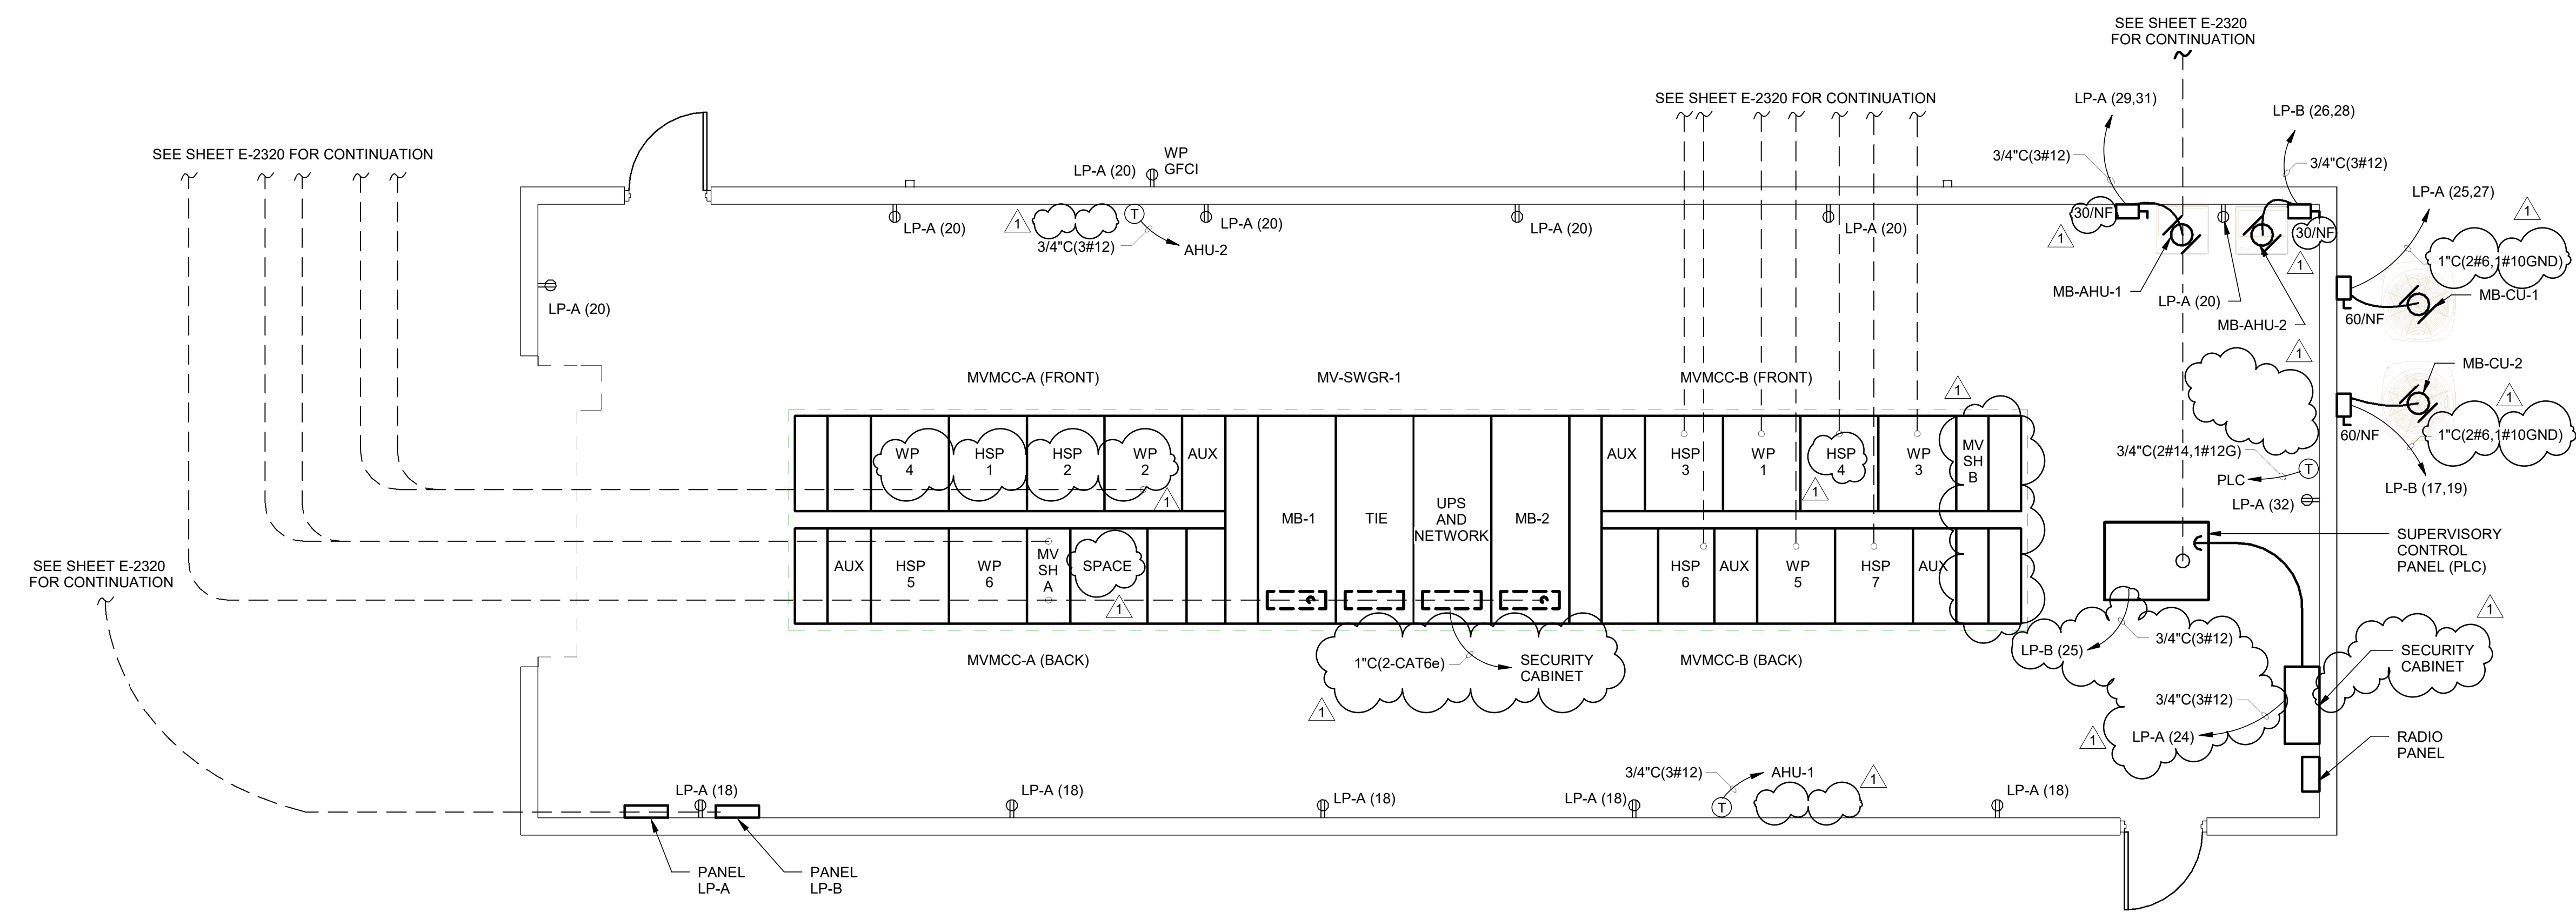 SEE SHEET E-2320
FOR CONTINUATION
SEE SHEET E-2320 FOR CONTINUATION
LP-A (29,31)
LP-B (26,28)
SEE SHEET E-2320 FOR CONTINUATION
WP
GFCI
LP-A (20)
3/4"C(3#12)
3/4"C(3#12)
LP-A (25,27)
LP-A (20)
1
3/4"C(3#12)
AHU-2
LP-A (20)
LP-A (20)
LP-A (20)
30/NF
1
30/NF
1
1
1"C(2#6,1#10GND)
MB-CU-1
60/NF
LP-A (20)
MB-AHU-1
LP-A (20)
MB-AHU-2
1
MVMCC-A (FRONT)
MV-SWGR-1
MVMCC-B (FRONT)
1
MB-CU-2
1
60/NF
1"C(2#6,1#10GND)
LP-B (17,19)
3/4"C(2#14,1#12G)
T
PLC
LP-A (32)
WP
4
HSP
1
HSP
2
WP
2
1
AUX
AUX
HSP
3
WP
1
HSP
4
1
WP
3
MV
SH
B
MB-1
TIE
UPS
AND
NETWORK
MB-2
AUX
HSP
5
WP
6
MV
SH
A
SPACE
1
HSP
6
AUX
WP
5
HSP
7
AUX
SUPERVISORY
CONTROL
PANEL (PLC)
SEE SHEET E-2320
FOR CONTINUATION
MVMCC-A (BACK)
1"C(2-CAT6e)
SECURITY
CABINET
1
MVMCC-B (BACK)
3/4"C(3#12)
LP-B (25)
3/4"C(3#12)
LP-A (24)
1
1
SECURITY
CABINET
RADIO
PANEL
LP-A (18)
LP-A (18)
LP-A (18)
LP-A (18)
3/4"C(3#12)
AHU-1
T
1
LP-A (18)
PANEL
LP-A
PANEL
LP-B
T